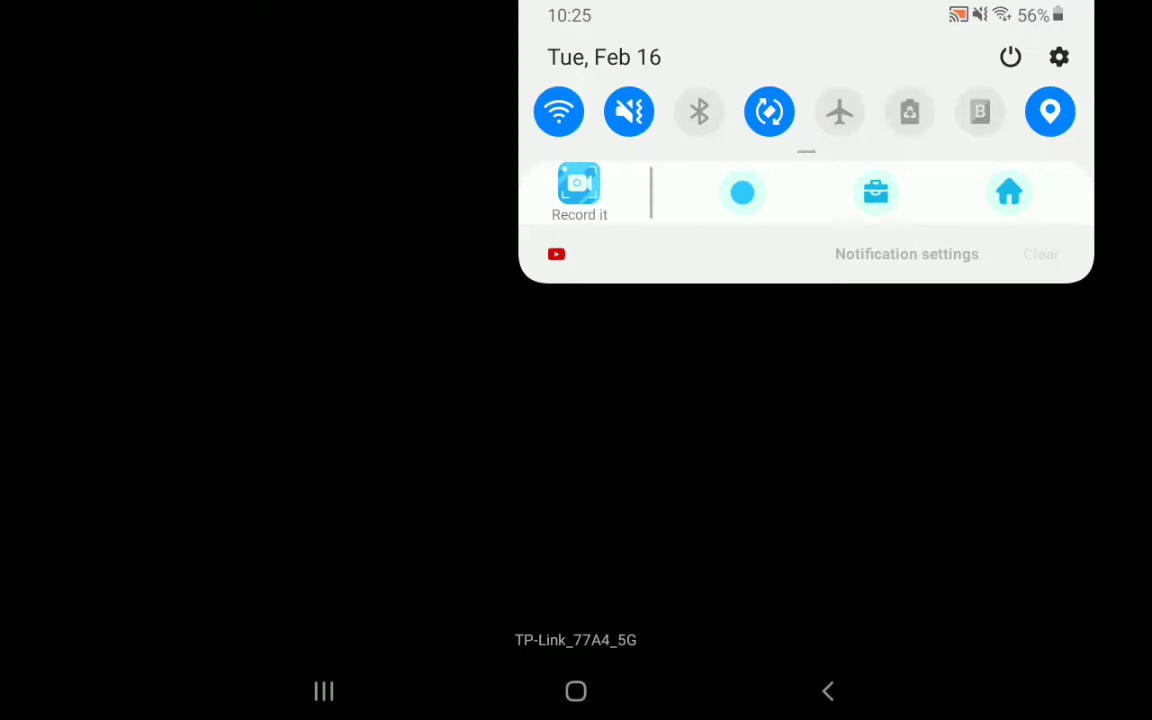 10:25
56%
Tue, Feb 16
B
Record it
Notification settings
Clear
TP-Link_77A4_5G